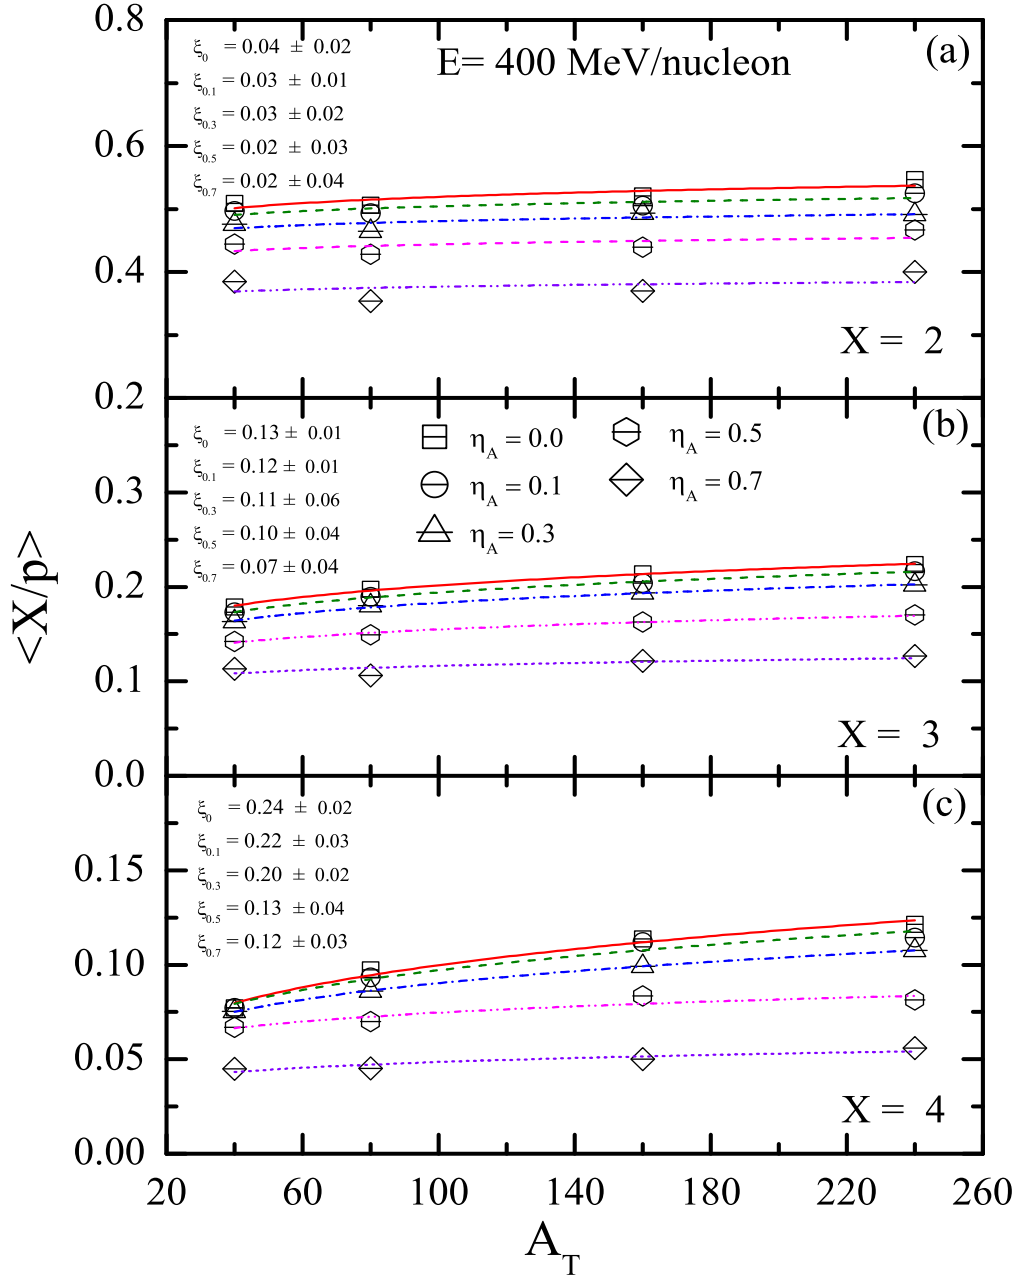 <X/p>
0.8
0.6
0.4
0.2
ξ0 = 0.04 ± 0.02
ξ0.1 = 0.03 ± 0.01
ξ0.3 = 0.03 ± 0.02
ξ0.5 = 0.02 ± 0.03
ξ0.7 = 0.02 ± 0.04
E= 400 MeV/nucleon
(a)
X = 2
0.3
0.2
0.1
0.0
ξ0 = 0.13 ± 0.01
ξ0.1 = 0.12 ± 0.01
ξ0.3 = 0.11 ± 0.06
ξ0.5 = 0.10 ± 0.04
ξ0.7 = 0.07 ± 0.04
ηA = 0.0
ηA = 0.1
ηA = 0.3
ηA = 0.5
ηA = 0.7
(b)
X = 3
0.15
0.10
0.05
0.00
ξ0 = 0.24 ± 0.02
ξ0.1 = 0.22 ± 0.03
ξ0.3 = 0.20 ± 0.02
ξ0.5 = 0.13 ± 0.04
ξ0.7 = 0.12 ± 0.03
(c)
X = 4
20 60 100 140 180 220 260
AT